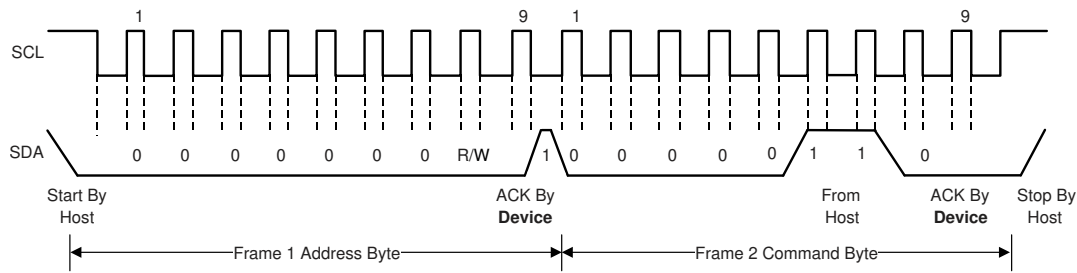 1 9 1 9
SCL
SDA 0 0 0 0 0 0 0 R/W 1 0 0 0 0 0 1 1 0
Start By
Host
ACK By
Device
From
Host
ACK By
Device
Stop By
Host
Frame 1 Address Byte
Frame 2 Command Byte